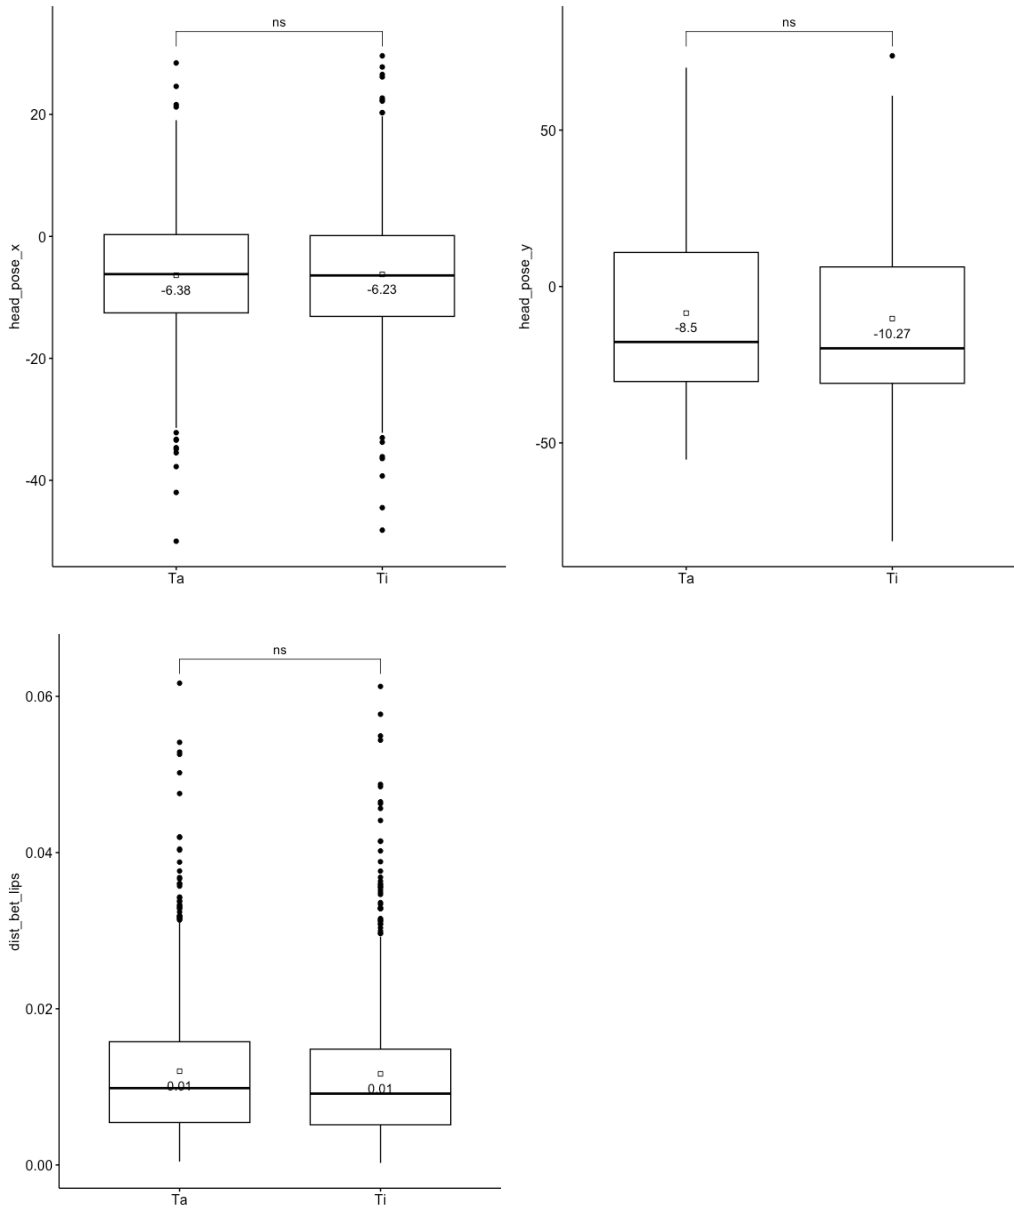 ns
20
0
-20
-40
head_pose_x
-6.38
-6.23
Ta
Ti
ns
50
0
-50
head_pose_y
-8.5
-10.27
Ta
Ti
ns
0.06
0.04
0.02
0.00
dist_bet_lips
0.01
0.01
Ta
Ti